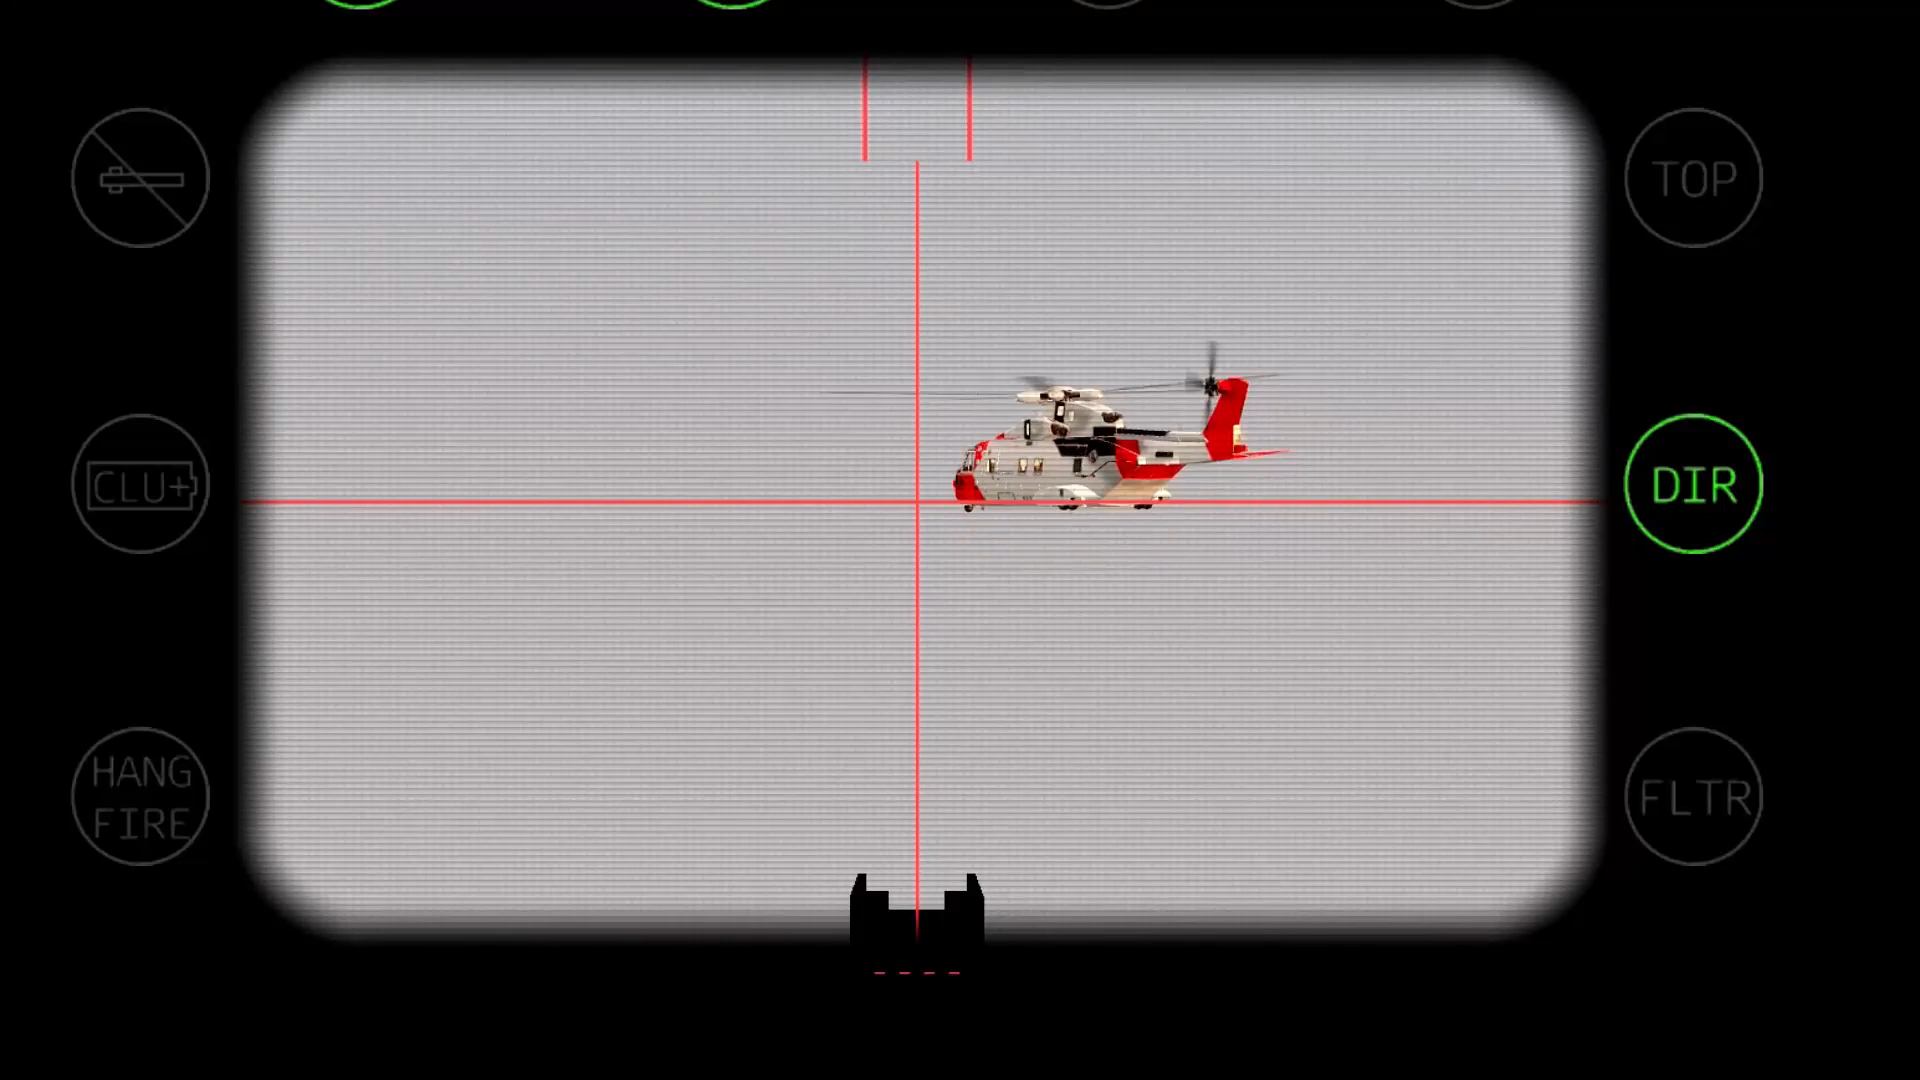 TOP
CLU+
DIR
HANG
FIRE
FLTR